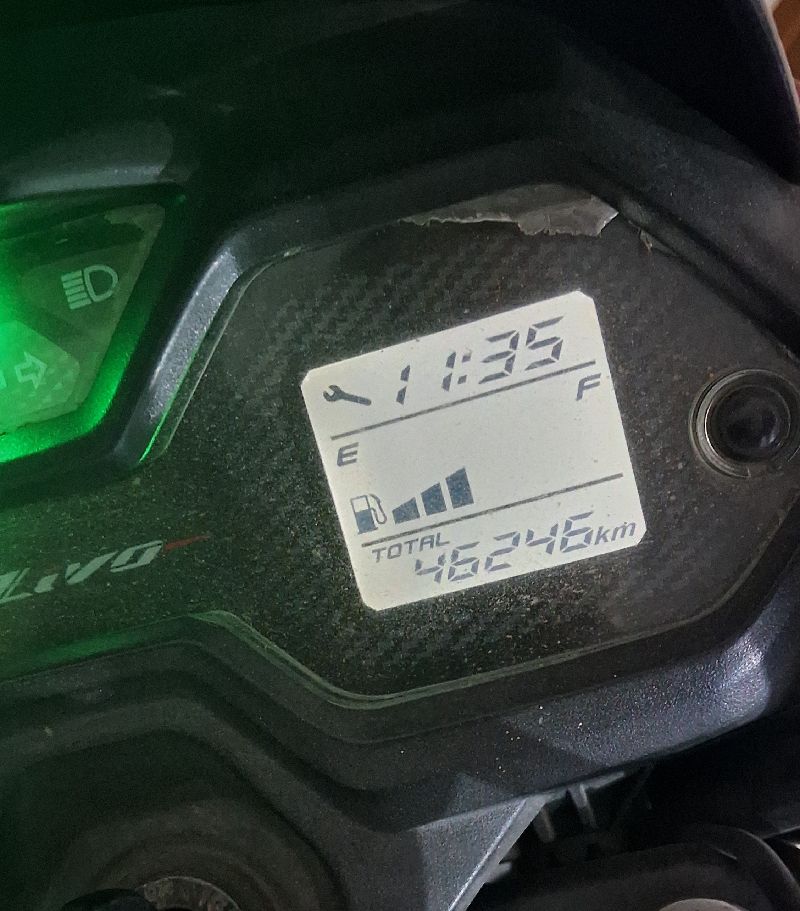 11:35
F
E
TOTAL
46246km
Livo